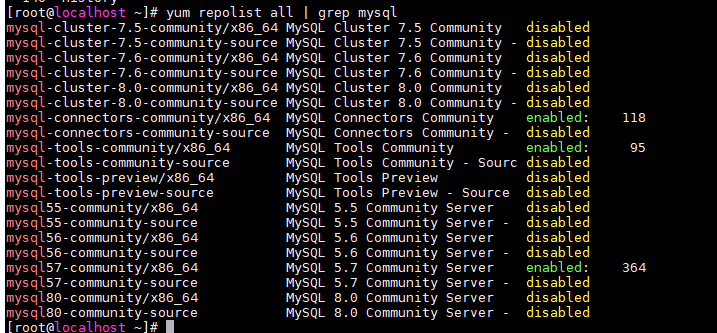 [root@localhost ~]# yum repolist all | grep mysql
mysql-cluster-7.5-community/x86_64 MySQL Cluster 7.5 Community   disabled
mysql-cluster-7.5-community-source MySQL Cluster 7.5 Community - disabled
mysql-cluster-7.6-community/x86_64 MySQL Cluster 7.6 Community   disabled
mysql-cluster-7.6-community-source MySQL Cluster 7.6 Community - disabled
mysql-cluster-8.0-community/x86_64 MySQL Cluster 8.0 Community   disabled
mysql-cluster-8.0-community-source MySQL Cluster 8.0 Community - disabled
mysql-connectors-community/x86_64  MySQL Connectors Community    enabled:    118
mysql-connectors-community-source  MySQL Connectors Community -  disabled
mysql-tools-community/x86_64       MySQL Tools Community         enabled:     95
mysql-tools-community-source       MySQL Tools Community - Sourc disabled
mysql-tools-preview/x86_64         MySQL Tools Preview           disabled
mysql-tools-preview-source         MySQL Tools Preview - Source  disabled
mysql55-community/x86_64           MySQL 5.5 Community Server    disabled
mysql55-community-source           MySQL 5.5 Community Server -  disabled
mysql56-community/x86_64           MySQL 5.6 Community Server    disabled
mysql56-community-source           MySQL 5.6 Community Server -  disabled
mysql57-community/x86_64           MySQL 5.7 Community Server    enabled:    364
mysql57-community-source           MySQL 5.7 Community Server -  disabled
mysql80-community/x86_64           MySQL 8.0 Community Server    disabled
mysql80-community-source           MySQL 8.0 Community Server -  disabled
[root@localhost ~]#